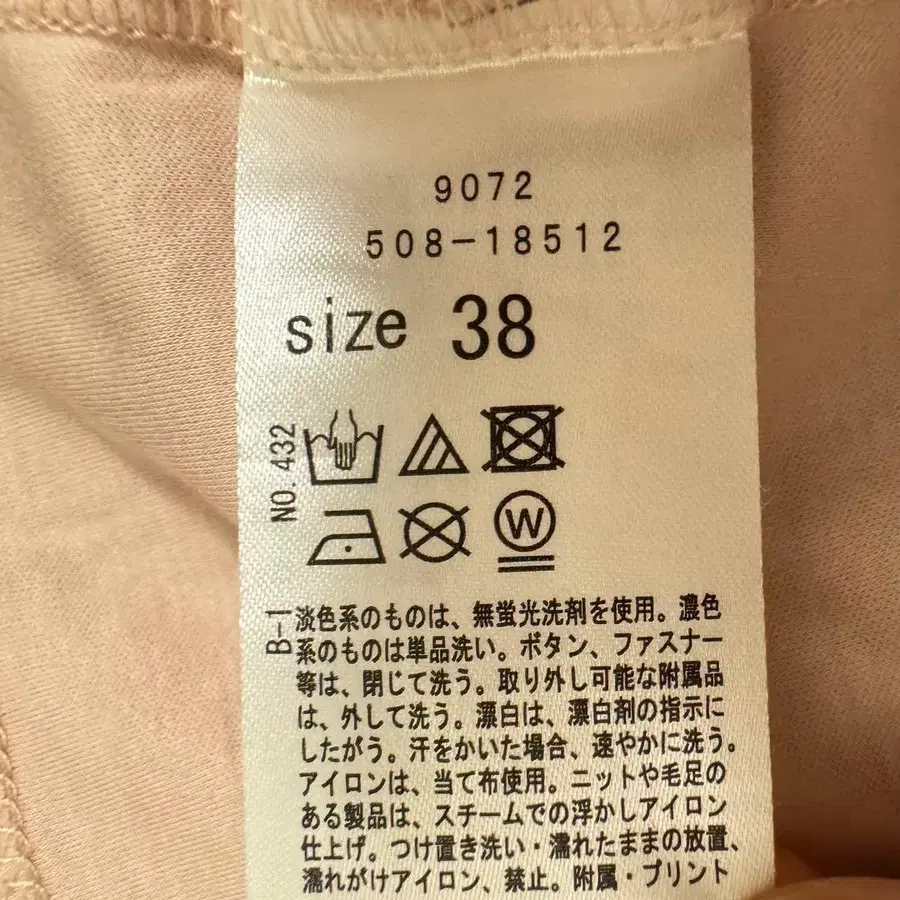 9072
508-18512
size 38
NO. 432
W
B-1
淡色系のものは、無蛍光洗剤を使用。濃色
系のものは単品洗い。ボタン、ファスナー
等は、閉じて洗う。取り外し可能な附属品
は、外して洗う。漂白は、漂白剤の指示に
したがう。汗をかいた場合、速やかに洗う。
アイロンは、当て布使用。ニットや毛足の
ある製品は、スチームでの浮かしアイロン
仕上げ。つけ置き洗い・濡れたままの放置、
濡れがけアイロン、禁止。附属・プリント